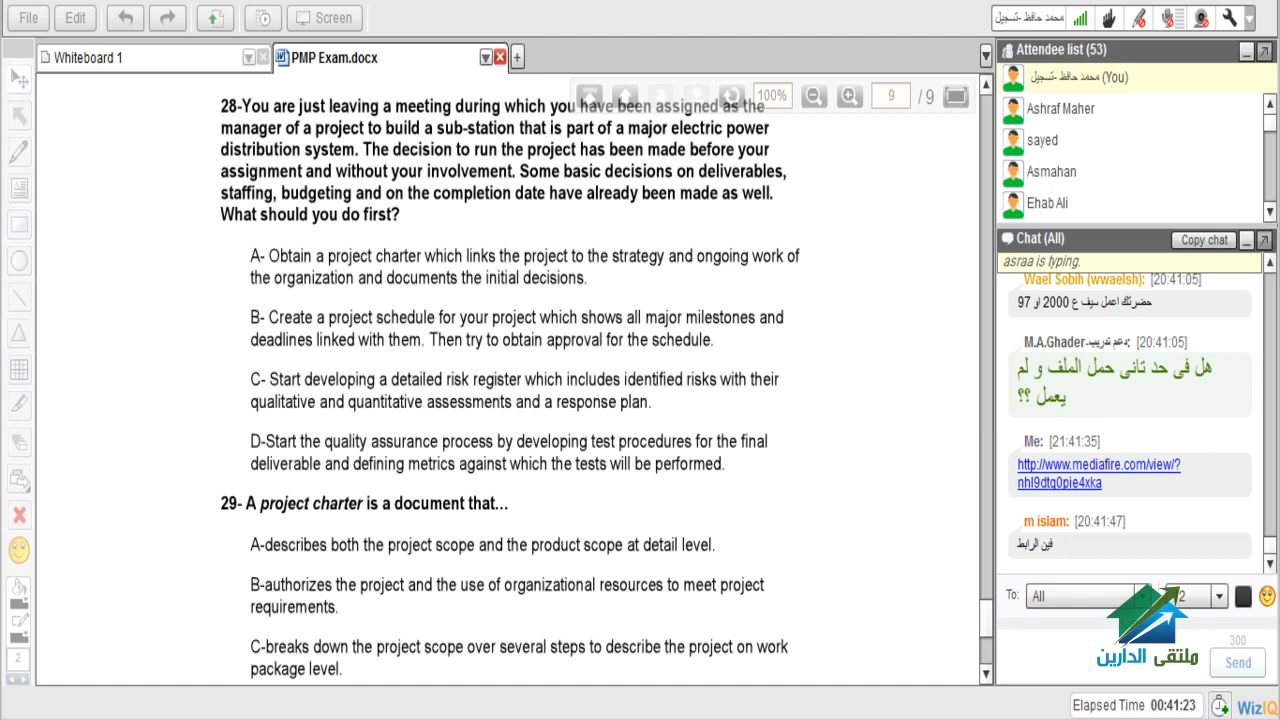 File
Edit
Screen
محمد حافظ -تسجيل
Whiteboard 1
PMP Exam.docx
+
100%
9
/ 9
28-You are just leaving a meeting during which you have been assigned as the
manager of a project to build a sub-station that is part of a major electric power
distribution system. The decision to run the project has been made before your
assignment and without your involvement. Some basic decisions on deliverables,
staffing, budgeting and on the completion date have already been made as well.
What should you do first?
A- Obtain a project charter which links the project to the strategy and ongoing work of
the organization and documents the initial decisions.
B- Create a project schedule for your project which shows all major milestones and
deadlines linked with them. Then try to obtain approval for the schedule.
C- Start developing a detailed risk register which includes identified risks with their
qualitative and quantitative assessments and a response plan.
D-Start the quality assurance process by developing test procedures for the final
deliverable and defining metrics against which the tests will be performed.
29- A project charter is a document that...
A-describes both the project scope and the product scope at detail level.
B-authorizes the project and the use of organizational resources to meet project
requirements.
C-breaks down the project scope over several steps to describe the project on work
package level.
2
Attendee list (53)
محمد حافظ -تسجيل (You)
Ashraf Maher
sayed
Asmahan
Ehab Ali
Chat (All)
Copy chat
asraa is typing.
Wael Sobih (wwaelsh): [20:41:05]
حضرتك اعمل سيف ع 2000 او 97
M.A.Ghader-دعم تدريب: [20:41:05]
هل فى حد تانى حمل الملف و لم
يعمل ؟؟
Me: [21:41:35]
http://www.mediafire.com/view/?
nhl9dtg0pie4xka
m islam: [20:41:47]
فين الرابط
To:
All
2
ملتقى الدارين
300
Send
Elapsed Time 00:41:23
WizIQ